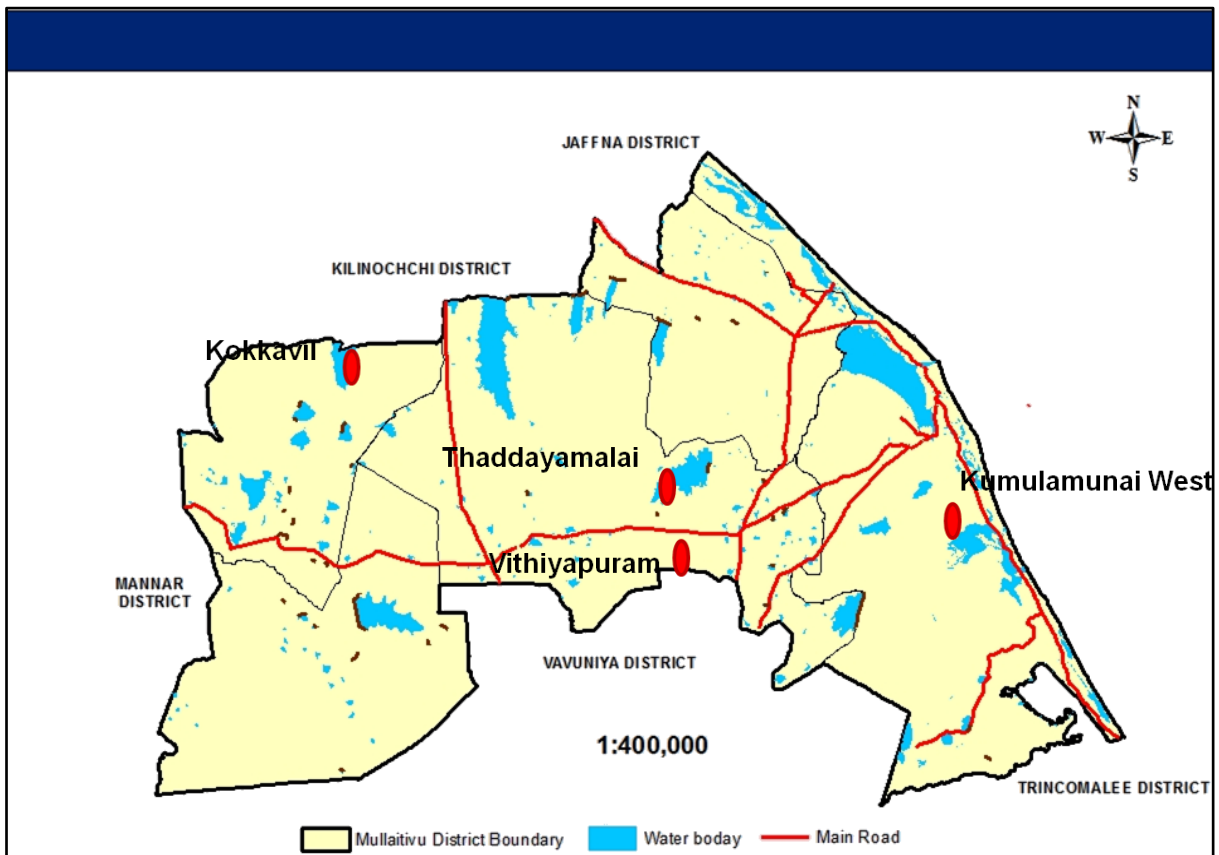 N
W E
S
JAFFNA DISTRICT
KILINOCHCHI DISTRICT
Kokkavil
Thaddayamalai
Kumulamunai West
Vithiyapuram
MANNAR
DISTRICT
VAVUNIYA DISTRICT
1:400,000
TRINCOMALEE DISTRICT
Mullaitivu District Boundary
Water boday
Main Road